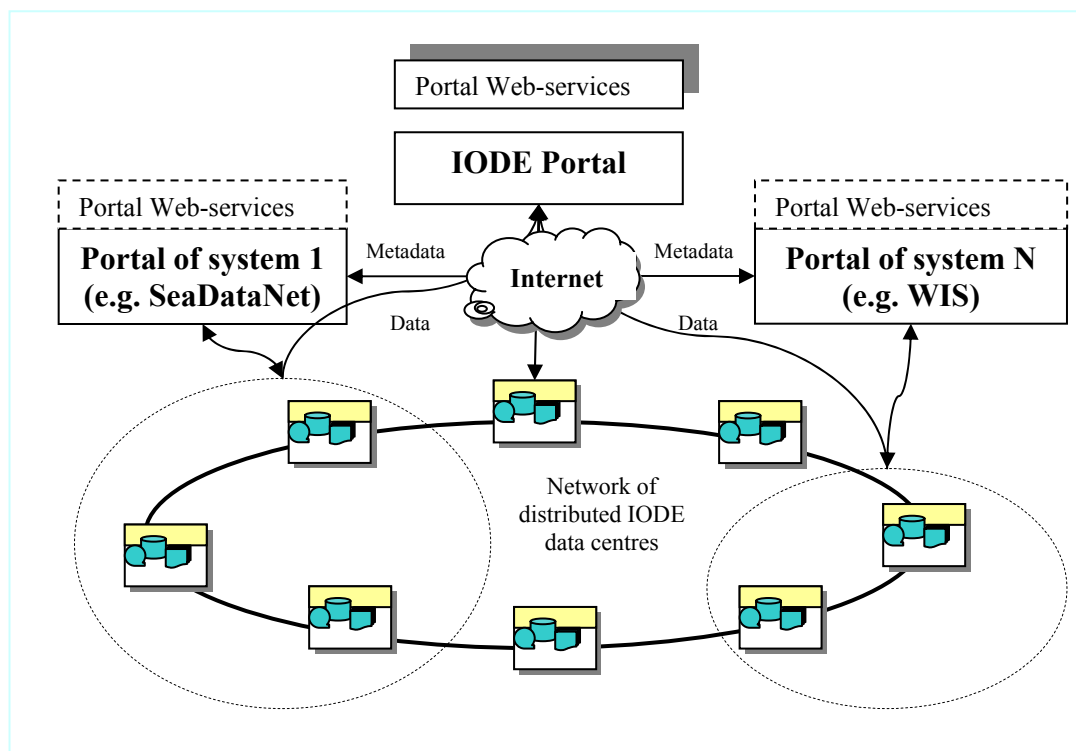 Portal Web-services
IODE Portal
Portal Web-services
Portal of system 1
(e.g. SeaDataNet)
Portal Web-services
Portal of system N
(e.g. WIS)
Metadata
Internet
Metadata
Data
Data
Network of
distributed IODE
data centres